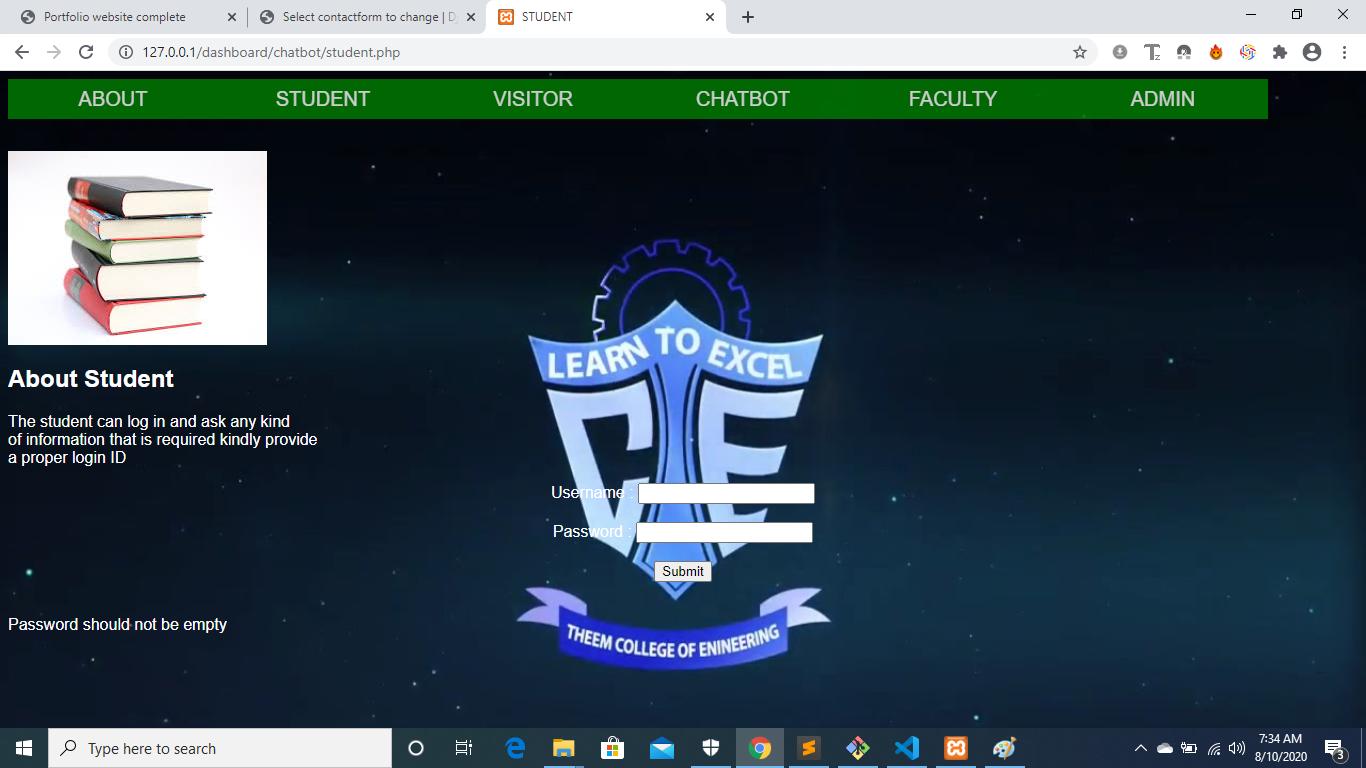 Portfolio website complete
Select contactform to change | D
STUDENT
127.0.0.1/dashboard/chatbot/student.php
ABOUT STUDENT VISITOR CHATBOT FACULTY ADMIN
LEARN TO EXCEL
About Student
The student can log in and ask any kind
of information that is required kindly provide
a proper login ID
Username :
Password :
Submit
Password should not be empty
THEEM COLLEGE OF ENINEERING
Type here to search
7:34 AM
8/10/2020
3